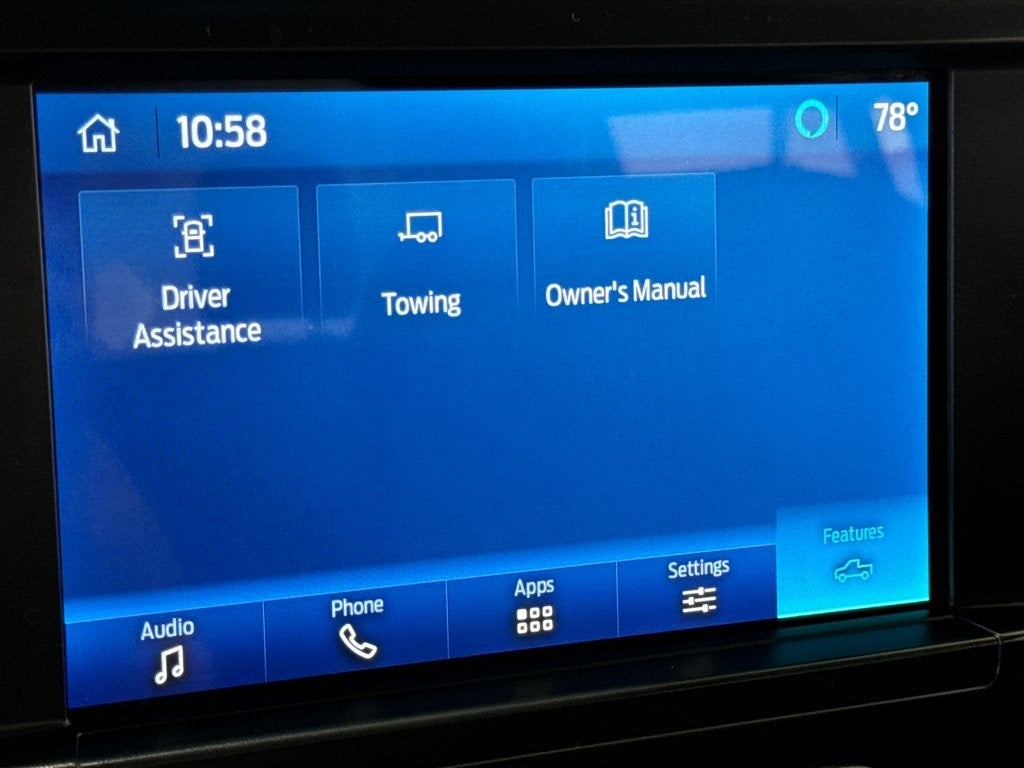 10:58
78°
Driver
Assistance
Towing
Owner's Manual
Audio
Phone
Apps
Settings
Features